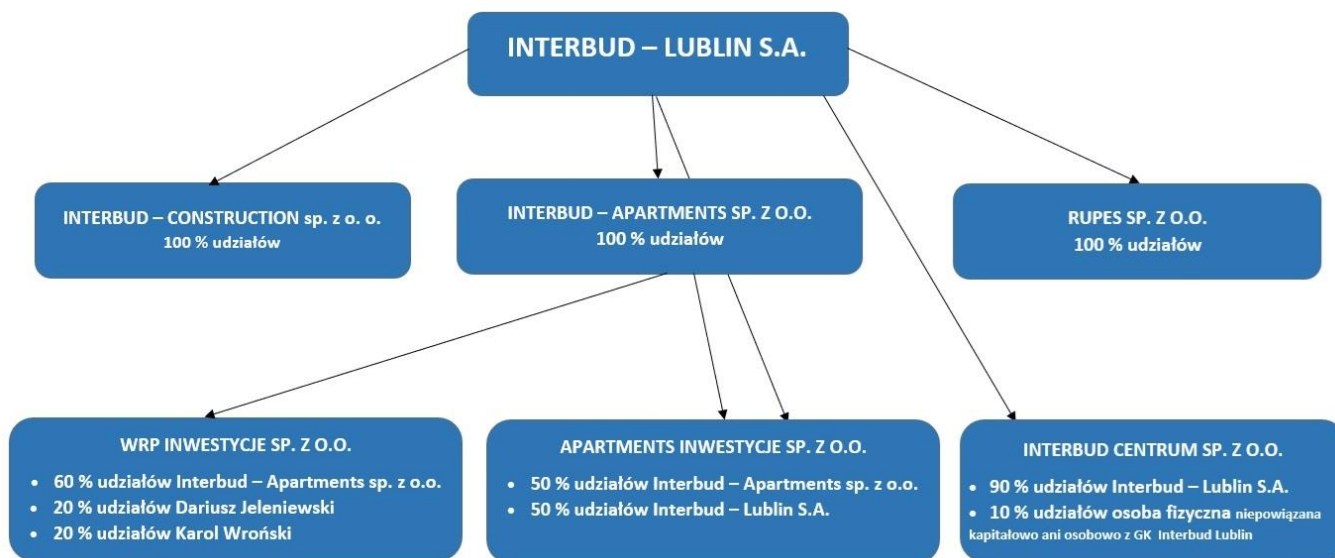 INTERBUD – LUBLIN S.A.
INTERBUD – CONSTRUCTION sp. z o. o.
100 % udziałów
INTERBUD – APARTMENTS SP. Z O.O.
100 % udziałów
RUPES SP. Z O.O.
100 % udziałów
WRP INWESTYCJE SP. Z O.O.
• 60 % udziałów Interbud – Apartments sp. z o.o.
• 20 % udziałów Dariusz Jeleniewski
• 20 % udziałów Karol Wroński
APARTMENTS INWESTYCJE SP. Z O.O.
• 50 % udziałów Interbud – Apartments sp. z o.o.
• 50 % udziałów Interbud – Lublin S.A.
INTERBUD CENTRUM SP. Z O.O.
• 90 % udziałów Interbud – Lublin S.A.
• 10 % udziałów osoba fizyczna niepowiązana
kapitałowo ani osobowo z GK Interbud Lublin